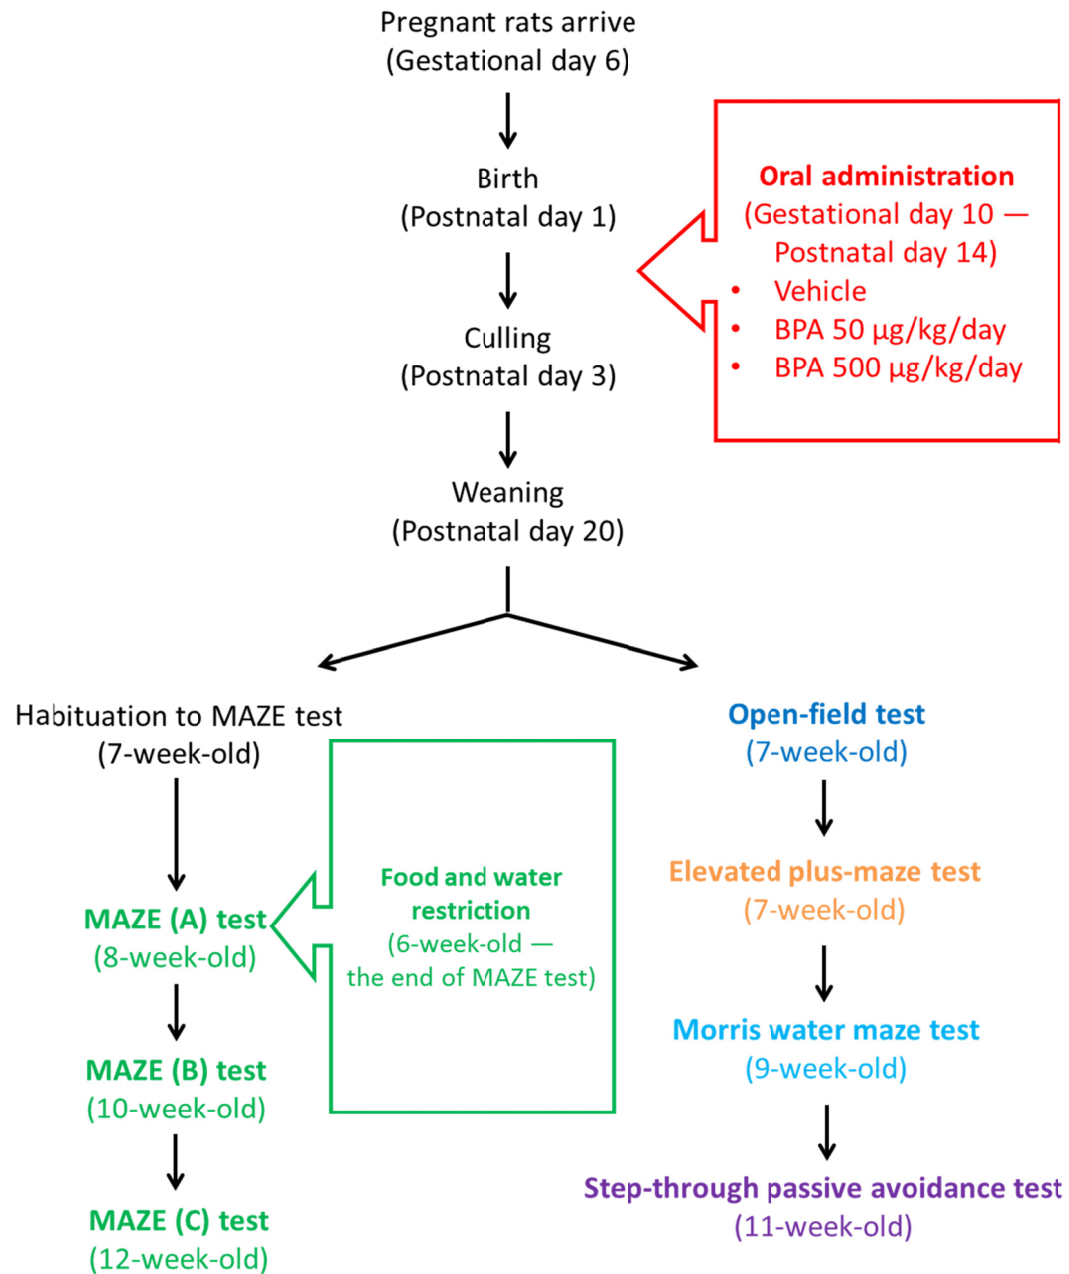 Pregnant rats arrive
(Gestational day 6)
Birth
(Postnatal day 1)
Culling
(Postnatal day 3)
Weaning
(Postnatal day 20)
Oral administration
(Gestational day 10 —
Postnatal day 14)
• Vehicle
• BPA 50 µg/kg/day
• BPA 500 µg/kg/day
Habituation to MAZE test
(7-week-old)
MAZE (A) test
(8-week-old)
MAZE (B) test
(10-week-old)
MAZE (C) test
(12-week-old)
Food and water
restriction
(6-week-old —
the end of MAZE test)
Open-field test
(7-week-old)
Elevated plus-maze test
(7-week-old)
Morris water maze test
(9-week-old)
Step-through passive avoidance test
(11-week-old)